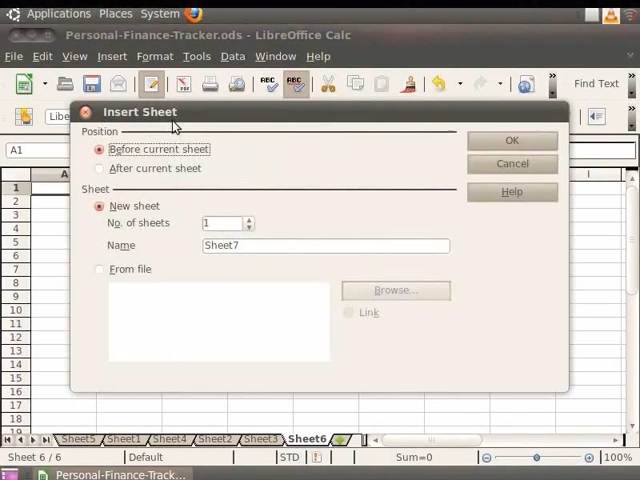 Applications Places System
Personal-Finance-Tracker.ods - LibreOffice Calc
File Edit View Insert Format Tools Data Window Help
ABC ABC Find Text
Libe
A1
Insert Sheet
Position
Before current sheet
After current sheet
Sheet
New sheet
No. of sheets 1
Name Sheet7
From file
OK
Cancel
Help
Browse...
Link
A I
1
2
3
4
5
6
7
8
9
10
11
12
13
14
15
16
17
18
19
Sheet5 Sheet1 Sheet4 Sheet2 Sheet3 Sheet6
Sheet 6 / 6 Default STD Sum=0 100%
Personal-Finance-Track...